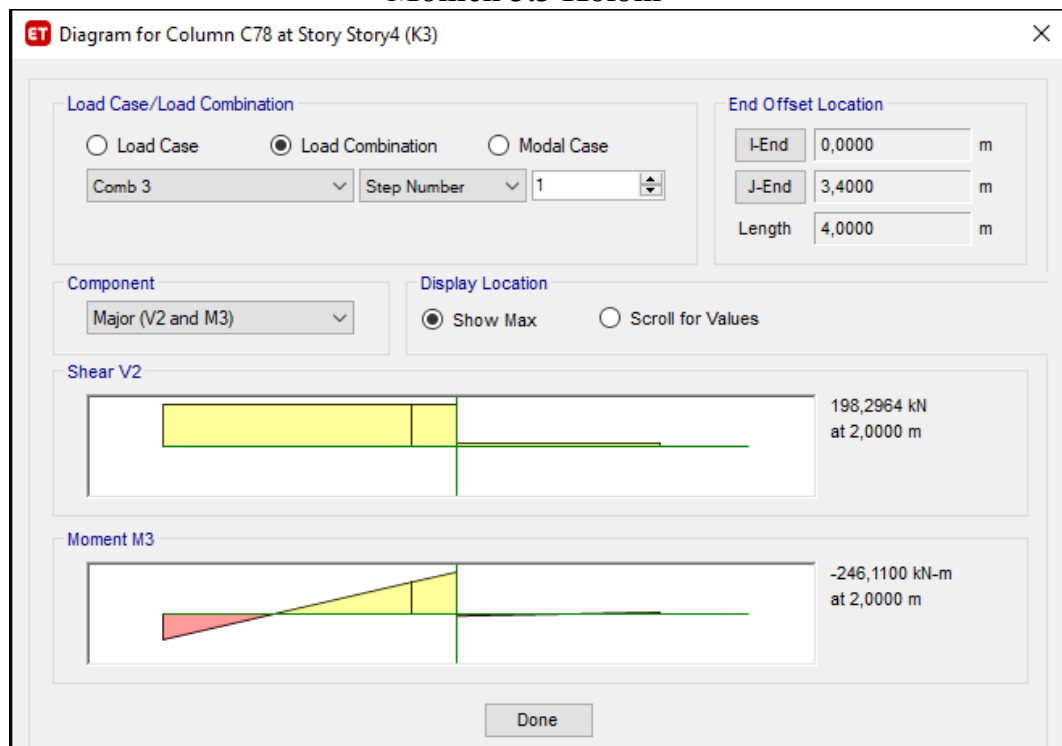 ET Diagram for Column C78 at Story Story4 (K3)
Load Case/Load Combination
Load Case Load Combination Modal Case
Comb 3 Step Number 1
End Offset Location
I-End 0,0000 m
J-End 3,4000 m
Length 4,0000 m
Component
Major (V2 and M3)
Display Location
Show Max Scroll for Values
Shear V2
198,2964 kN
at 2,0000 m
Moment M3
-246,1100 kN-m
at 2,0000 m
Done